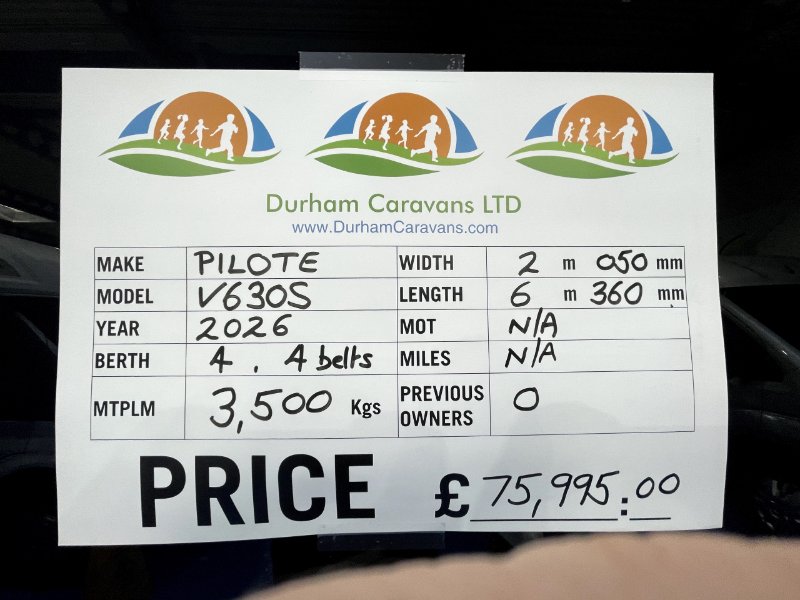 Durham Caravans LTD
www.DurhamCaravans.com
MAKE PILOTE WIDTH 2 m 050 mm
MODEL V630S LENGTH 6 m 360 mm
YEAR 2026 MOT N/A
BERTH 4 . 4 belts MILES N/A
MTPLM 3,500 Kgs PREVIOUS OWNERS 0
PRICE £ 75,995:00